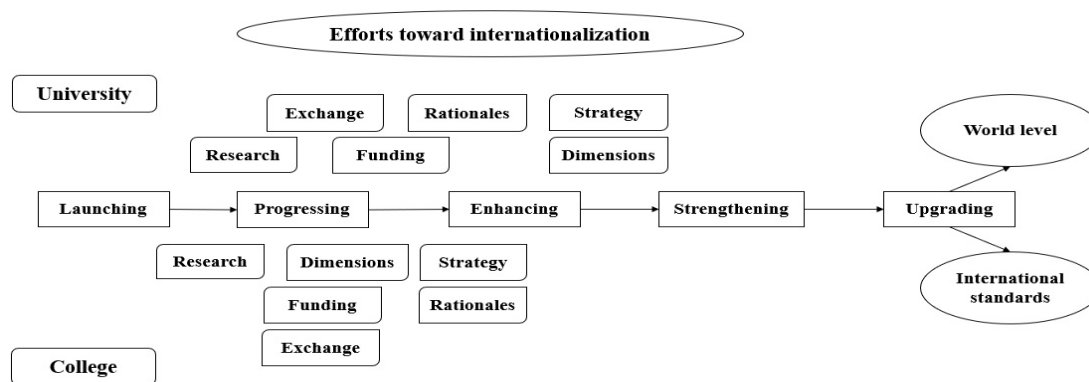 Efforts toward internationalization
University
Exchange
Rationales
Strategy
World level
Research
Funding
Dimensions
Launching
Progressing
Enhancing
Strengthening
Upgrading
Research
Dimensions
Strategy
International
standards
Funding
Rationales
Exchange
College